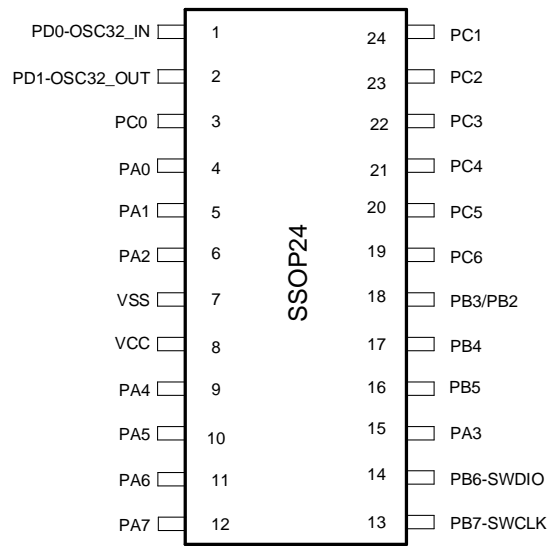 PD0-OSC32_IN 1 24 PC1
PD1-OSC32_OUT 2 23 PC2
PC0 3 22 PC3
PA0 4 21 PC4
PA1 5 20 PC5
PA2 6 19 PC6
VSS 7 18 PB3/PB2
VCC 8 17 PB4
PA4 9 16 PB5
PA5 10 15 PA3
PA6 11 14 PB6-SWDIO
PA7 12 13 PB7-SWCLK
SSOP24